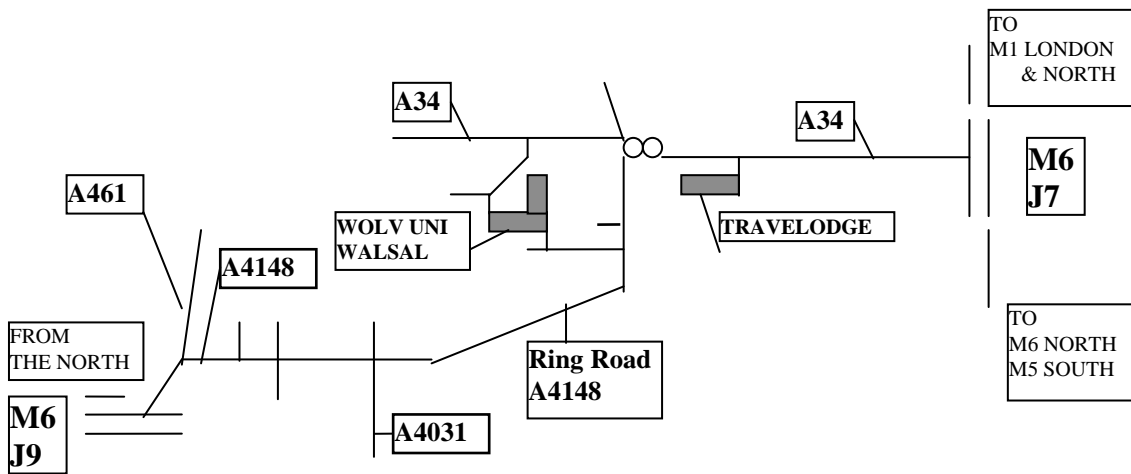 TO
M1 LONDON
& NORTH
A34
A34
M6
J7
A461
WOLV UNI
WALSAL
TRAVELODGE
A4148
FROM
THE NORTH
TO
M6 NORTH
M5 SOUTH
Ring Road
A4148
M6
J9
A4031